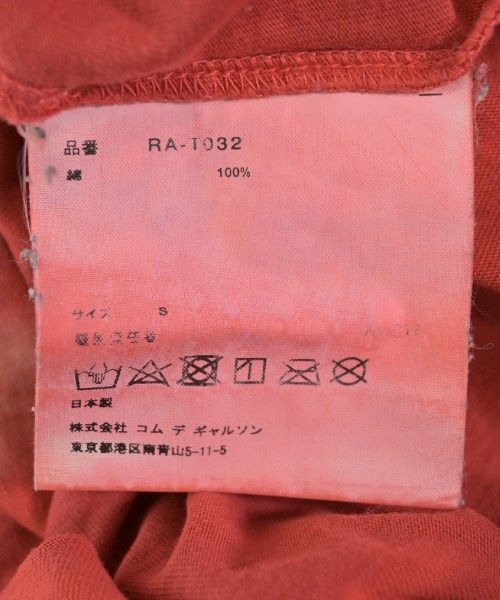 品番 RA-T032
綿 100%
サイズ S
日本製
株式会社 コム デ ギャルソン
東京都港区南青山5-11-5